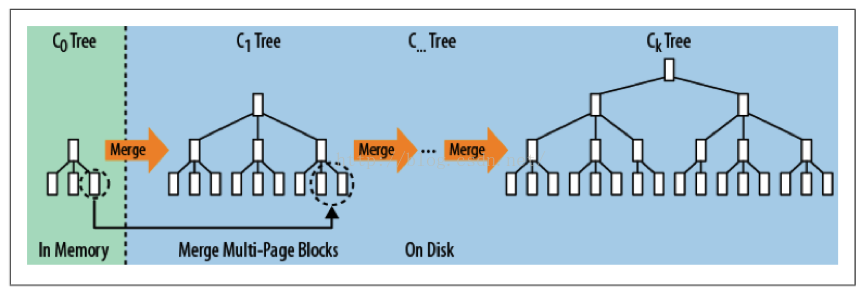 C0 Tree
C1 Tree
C... Tree
Ck Tree
Merge
Merge
...
Merge
In Memory
Merge Multi-Page Blocks
On Disk